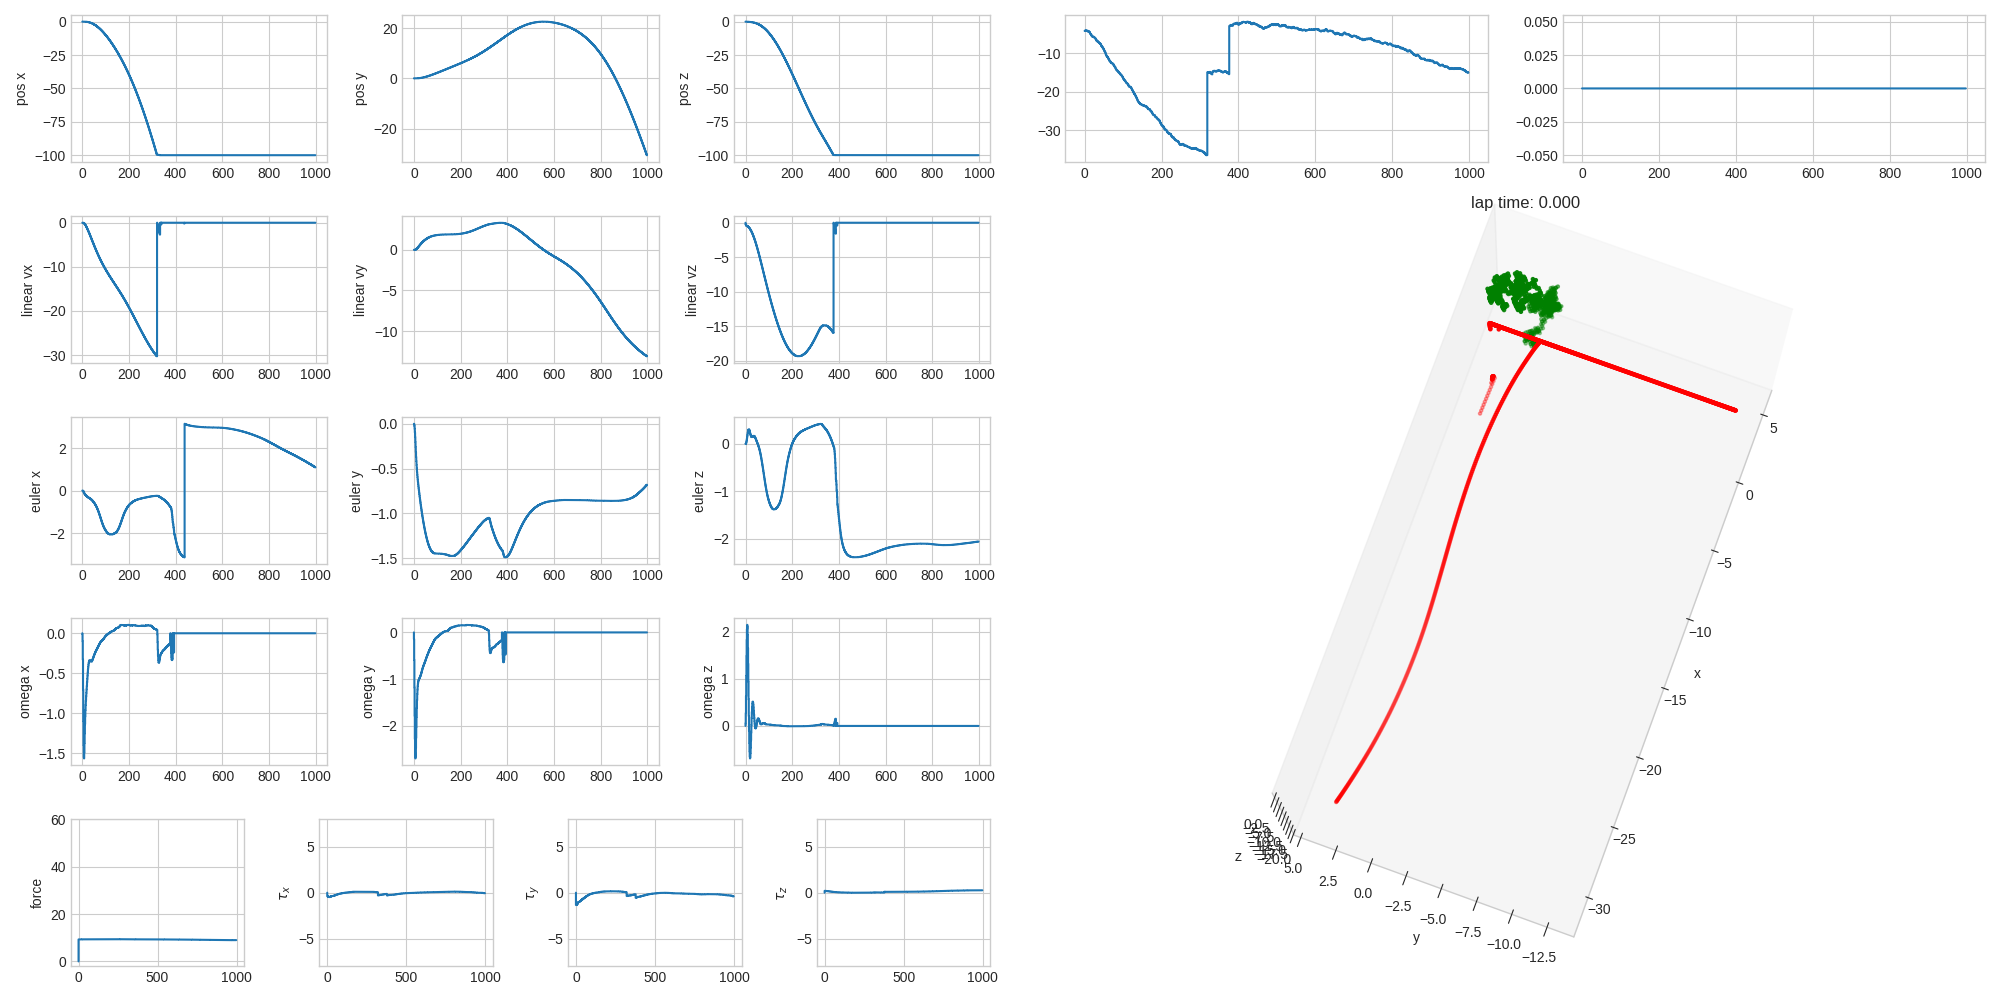 pos x
0
−25
−50
−75
−100
0 200 400 600 800 1000
pos y
20
0
−20
0 200 400 600 800 1000
pos z
0
−25
−50
−75
−100
0 200 400 600 800 1000
−10
−20
−30
0 200 400 600 800 1000
0.050
0.025
0.000
−0.025
−0.050
0 200 400 600 800 1000
linear vx
0
−10
−20
−30
0 200 400 600 800 1000
linear vy
0
−5
−10
0 200 400 600 800 1000
linear vz
0
−5
−10
−15
−20
0 200 400 600 800 1000
lap time: 0.000
euler x
2
0
−2
0 200 400 600 800 1000
euler y
0.0
−0.5
−1.0
−1.5
0 200 400 600 800 1000
euler z
0
−1
−2
0 200 400 600 800 1000
omega x
0.0
−0.5
−1.0
−1.5
0 200 400 600 800 1000
omega y
0
−1
−2
0 200 400 600 800 1000
omega z
2
1
0
0 200 400 600 800 1000
force
60
40
20
0
0 500 1000
τx
5
0
−5
0 500 1000
τy
5
0
−5
0 500 1000
τz
5
0
−5
0 500 1000
5
0
−5
−10
x
−15
−20
−25
−30
z
0.0
−20.0
5.0
2.5
0.0
−2.5
−5.0
−7.5
−10.0
−12.5
y